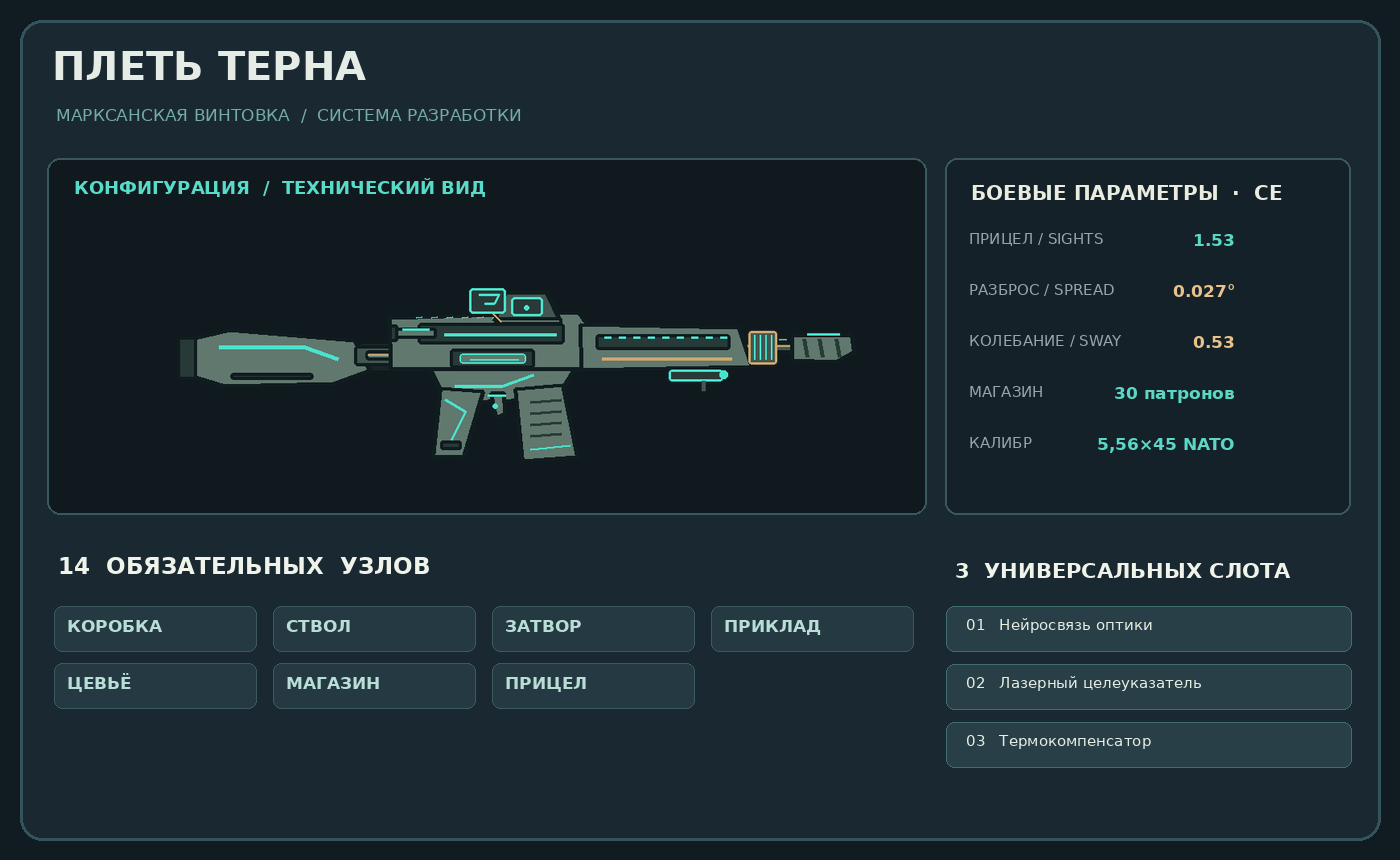 ПЛЕТЬ ТЕРНА
МАРКСАНСКАЯ ВИНТОВКА / СИСТЕМА РАЗРАБОТКИ
КОНФИГУРАЦИЯ / ТЕХНИЧЕСКИЙ ВИД
БОЕВЫЕ ПАРАМЕТРЫ · СЕ
ПРИЦЕЛ / SIGHTS 1.53
РАЗБРОС / SPREAD 0.027°
КОЛЕБАНИЕ / SWAY 0.53
МАГАЗИН 30 патронов
КАЛИБР 5,56×45 NATO
14 ОБЯЗАТЕЛЬНЫХ УЗЛОВ
КОРОБКА
СТВОЛ
ЗАТВОР
ПРИКЛАД
ЦЕВЬЁ
МАГАЗИН
ПРИЦЕЛ
3 УНИВЕРСАЛЬНЫХ СЛОТА
01 Нейросвязь оптики
02 Лазерный целеуказатель
03 Термокомпенсатор